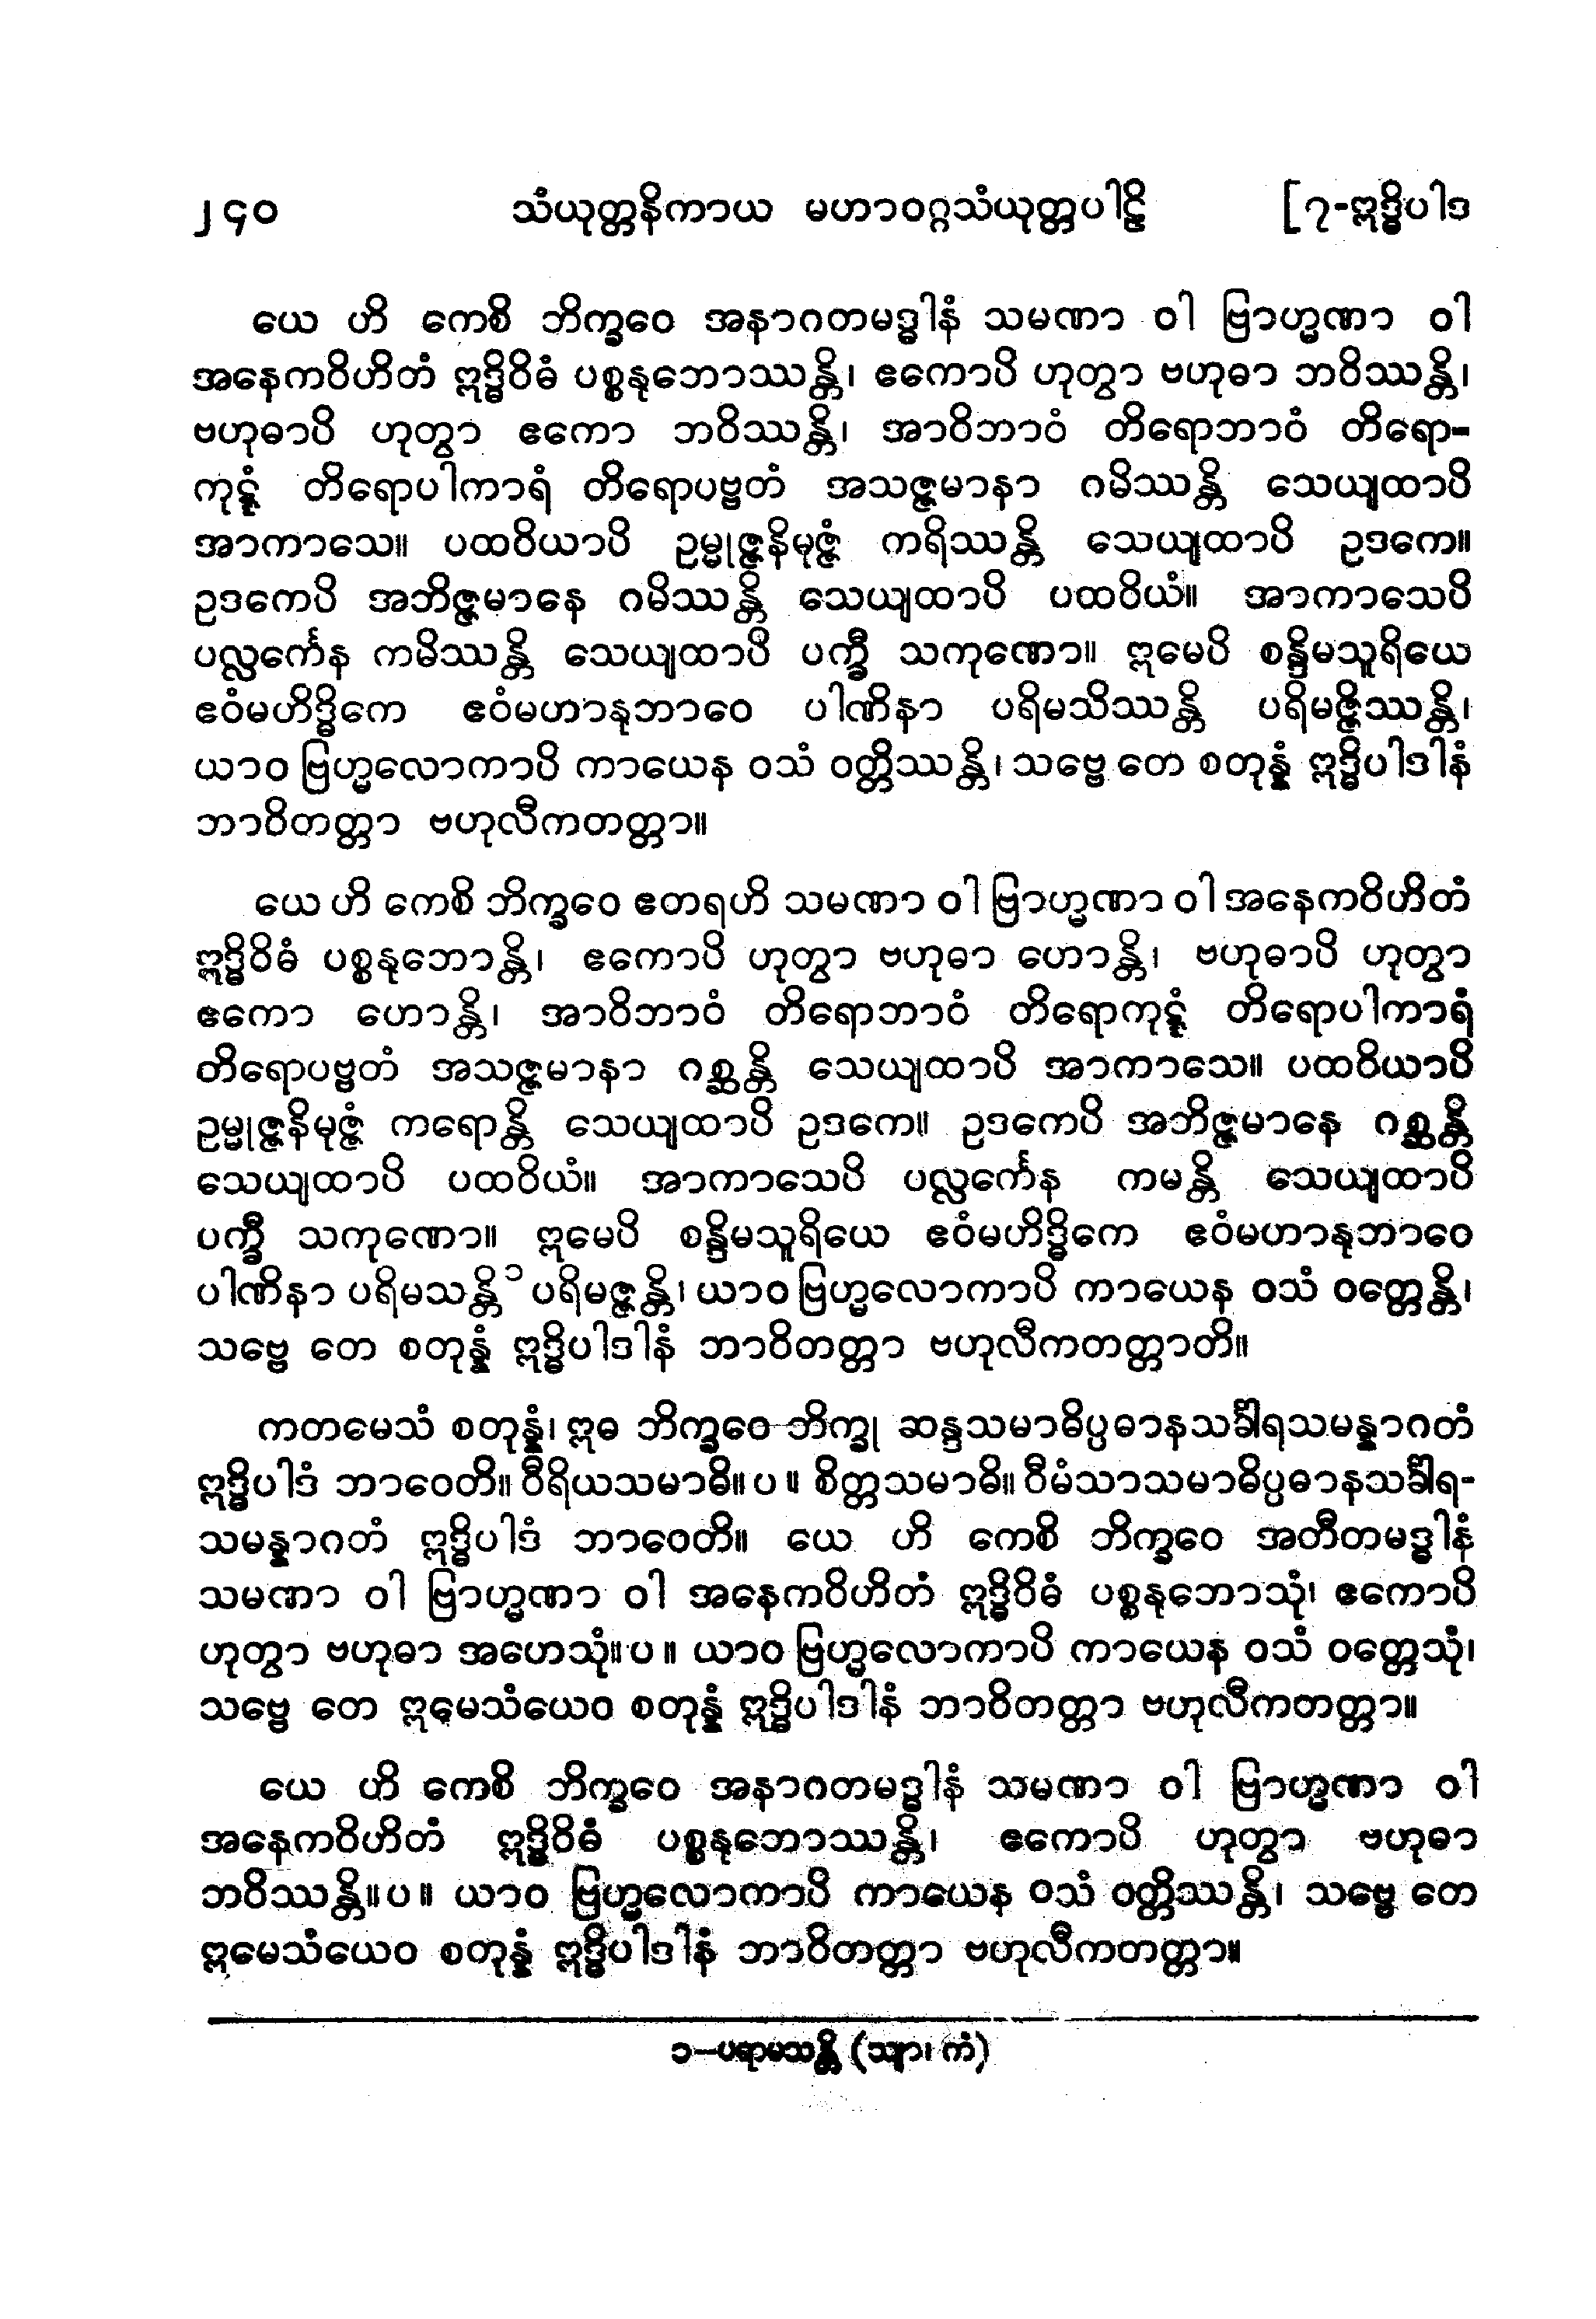 ၂၄၀ သံယုတ္တနိကာယ မဟာဝဂ္ဂသံယုတ္တပါဠိ [၇-ဣဒ္ဓိပါဒ
ယေ ဟိ ကေစိ ဘိက္ခဝေ အနာဂတမဒ္ဓါနံ သမဏာ ဝါ ဗြာဟ္မဏာ ဝါ
အနေကဝိဟိတံ ဣဒ္ဓိဝိဓံ ပစ္စနုဘောဿန္တိ၊ ဧကောပိ ဟုတွာ ဗဟုဓာ ဘဝိဿန္တိ၊
ဗဟုဓာပိ ဟုတွာ ဧကော ဘဝိဿန္တိ၊ အာဝိဘာဝံ တိရောဘာဝံ တိရော-
ကုဋ္ဋံ တိရောပါကာရံ တိရောပဗ္ဗတံ အသဇ္ဇမာနာ ဂမိဿန္တိ သေယျထာပိ
အာကာသေ။ ပထဝိယာပိ ဥမ္မုဇ္ဇနိမုဇ္ဇံ ကရိဿန္တိ သေယျထာပိ ဥဒကေ။
ဥဒကေပိ အဘိဇ္ဇမာနေ ဂမိဿန္တိ သေယျထာပိ ပထဝိယံ။ အာကာသေပိ
ပလ္လင်္ကေန ကမိဿန္တိ သေယျထာပိ ပက္ခီ သကုဏော။ ဣမေပိ စန္ဒိမသူရိယေ
ဧဝံမဟိဒ္ဓိကေ ဧဝံမဟာနုဘာဝေ ပါဏိနာ ပရိမသိဿန္တိ ပရိမဇ္ဇိဿန္တိ၊
ယာဝ ဗြဟ္မလောကာပိ ကာယေန ဝသံ ဝတ္တိဿန္တိ၊ သဗ္ဗေ တေ စတုန္နံ ဣဒ္ဓိပါဒါနံ
ဘာဝိတတ္တာ ဗဟုလီကတတ္တာ။
ယေ ဟိ ကေစိ ဘိက္ခဝေ ဧတရဟိ သမဏာ ဝါ ဗြာဟ္မဏာ ဝါ အနေကဝိဟိတံ
ဣဒ္ဓိဝိဓံ ပစ္စနုဘောန္တိ၊ ဧကောပိ ဟုတွာ ဗဟုဓာ ဟောန္တိ၊ ဗဟုဓာပိ ဟုတွာ
ဧကော ဟောန္တိ၊ အာဝိဘာဝံ တိရောဘာဝံ တိရောကုဋ္ဋံ တိရောပါကာရံ
တိရောပဗ္ဗတံ အသဇ္ဇမာနာ ဂစ္ဆန္တိ သေယျထာပိ အာကာသေ။ ပထဝိယာပိ
ဥမ္မုဇ္ဇနိမုဇ္ဇံ ကရောန္တိ သေယျထာပိ ဥဒကေ။ ဥဒကေပိ အဘိဇ္ဇမာနေ ဂစ္ဆန္တိ
သေယျထာပိ ပထဝိယံ။ အာကာသေပိ ပလ္လင်္ကေန ကမန္တိ သေယျထာပိ
ပက္ခီ သကုဏော။ ဣမေပိ စန္ဒိမသူရိယေ ဧဝံမဟိဒ္ဓိကေ ဧဝံမဟာနုဘာဝေ
ပါဏိနာ ပရိမသန္တိ ၁ ပရိမဇ္ဇန္တိ၊ ယာဝ ဗြဟ္မလောကာပိ ကာယေန ဝသံ ဝတ္တေန္တိ၊
သဗ္ဗေ တေ စတုန္နံ ဣဒ္ဓိပါဒါနံ ဘာဝိတတ္တာ ဗဟုလီကတတ္တာတိ။
ကတမေသံ စတုန္နံ၊ ဣဓ ဘိက္ခဝေ ဘိက္ခု ဆန္ဒသမာဓိပ္ပဓာနသင်္ခါရသမန္နာဂတံ
ဣဒ္ဓိပါဒံ ဘာဝေတိ။ ဝီရိယသမာဓိ။ ပ ။ စိတ္တသမာဓိ။ ဝီမံသာသမာဓိပ္ပဓာနသင်္ခါရ-
သမန္နာဂတံ ဣဒ္ဓိပါဒံ ဘာဝေတိ။ ယေ ဟိ ကေစိ ဘိက္ခဝေ အတီတမဒ္ဓါနံ
သမဏာ ဝါ ဗြာဟ္မဏာ ဝါ အနေကဝိဟိတံ ဣဒ္ဓိဝိဓံ ပစ္စနုဘောသုံ၊ ဧကောပိ
ဟုတွာ ဗဟုဓာ အဟေသုံ။ ပ ။ ယာဝ ဗြဟ္မလောကာပိ ကာယေန ဝသံ ဝတ္တေသုံ၊
သဗ္ဗေ တေ ဣမေသံယေဝ စတုန္နံ ဣဒ္ဓိပါဒါနံ ဘာဝိတတ္တာ ဗဟုလီကတတ္တာ။
ယေ ဟိ ကေစိ ဘိက္ခဝေ အနာဂတမဒ္ဓါနံ သမဏာ ဝါ ဗြာဟ္မဏာ ဝါ
အနေကဝိဟိတံ ဣဒ္ဓိဝိဓံ ပစ္စနုဘောဿန္တိ၊ ဧကောပိ ဟုတွာ ဗဟုဓာ
ဘဝိဿန္တိ။ ပ ။ ယာဝ ဗြဟ္မလောကာပိ ကာယေန ဝသံ ဝတ္တိဿန္တိ၊ သဗ္ဗေ တေ
ဣမေသံယေဝ စတုန္နံ ဣဒ္ဓိပါဒါနံ ဘာဝိတတ္တာ ဗဟုလီကတတ္တာ။
၁-ပရာမသန္တိ (သျာ၊ ကံ)